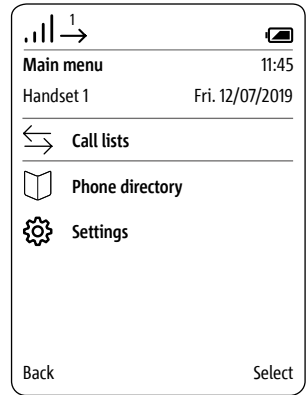 1
Main menu 11:45
Handset 1 Fri. 12/07/2019
Call lists
Phone directory
Settings
Back Select